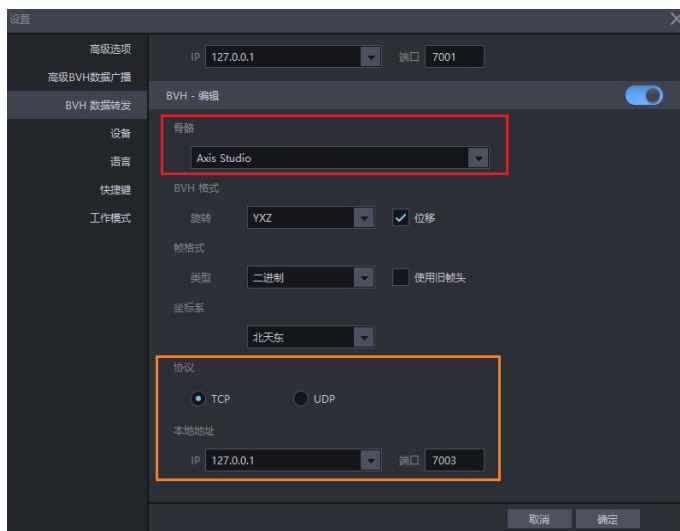 设置
高级选项
高级BVH数据广播
BVH 数据转发
设备
语言
快捷键
工作模式
IP 127.0.0.1 端口 7001
BVH - 编辑
骨骼
Axis Studio
BVH 格式
旋转 YXZ 位移
帧格式
类型 二进制 使用旧帧头
坐标系
北天东
协议
TCP UDP
本地地址
IP 127.0.0.1 端口 7003
取消 确定